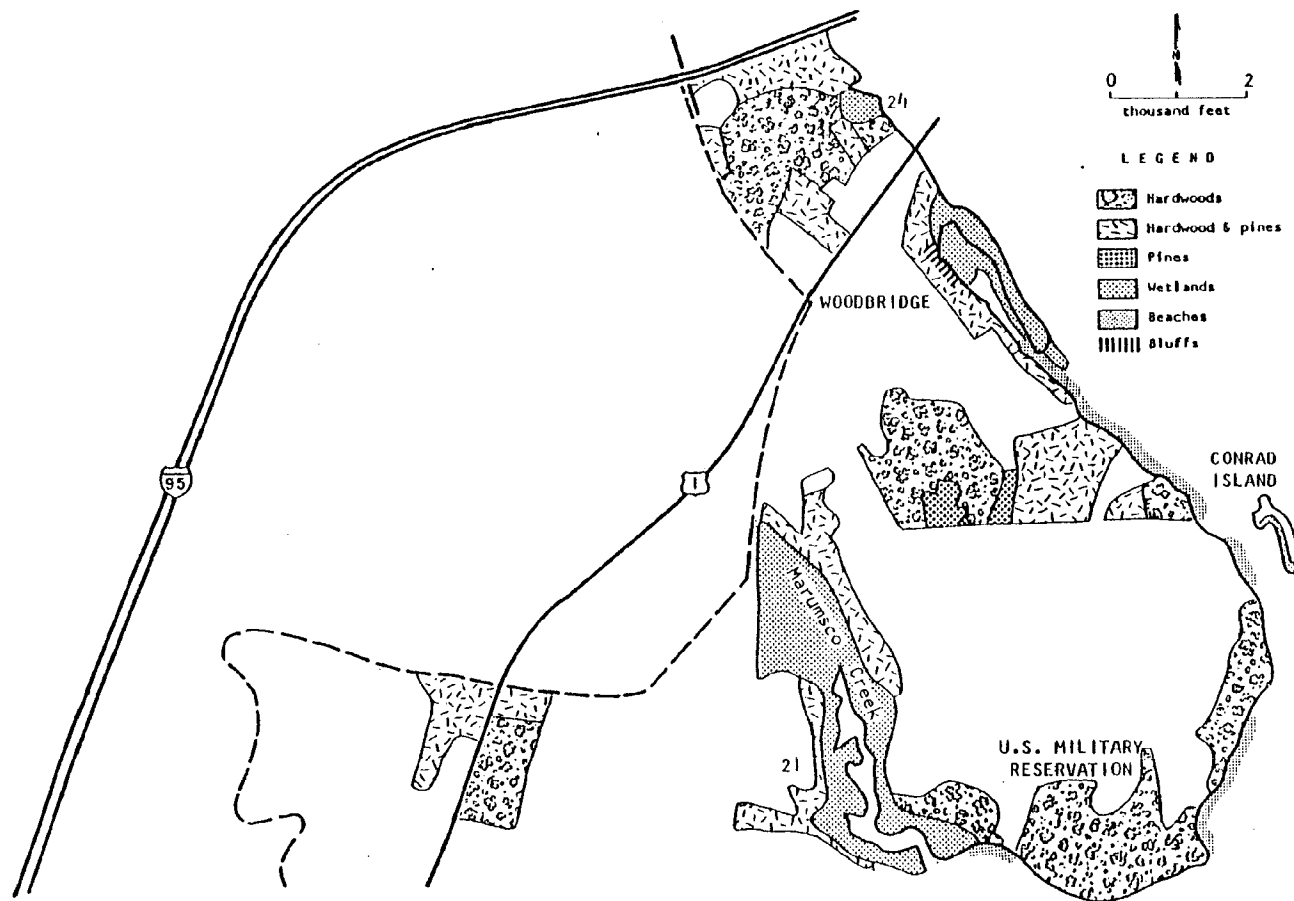 N
0 2
thousand feet
24
LEGEND
Hardwoods
Hardwood & pines
Pines
Wetlands
Beaches
Bluffs
WOODBRIDGE
95
1
CONRAD
ISLAND
Marumsco
Creek
U.S. MILITARY
RESERVATION
21